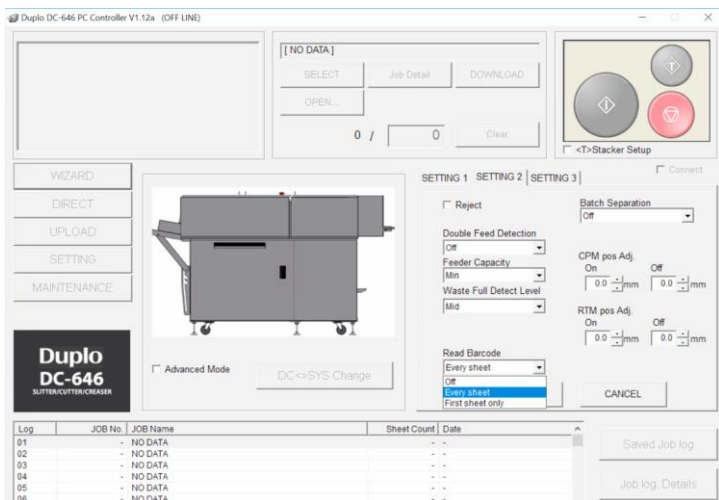 Duplo DC-646 PC Controller V1.12a (OFF LINE)
[ NO DATA ]
SELECT Job Detail DOWNLOAD
OPEN...
0 / 0 Clear
<T>Stacker Setup
Connect
WIZARD
DIRECT
UPLOAD
SETTING
MAINTENANCE
Duplo
DC-646
SLITTER/CUTTER/CREASER
Advanced Mode
DC<=>SYS Change
SETTING 1 SETTING 2 SETTING 3
Reject
Batch Separation
Off
Double Feed Detection
Off
Feeder Capacity
Min
Waste Full Detect Level
Mid
CPM pos Adj.
On Off
0.0 mm 0.0 mm
RTM pos Adj.
On Off
0.0 mm 0.0 mm
Read Barcode
Every sheet
Off
Every sheet
First sheet only
CANCEL
Log JOB No. JOB Name Sheet Count Date
01 - NO DATA - -
02 - NO DATA - -
03 - NO DATA - -
04 - NO DATA - -
05 - NO DATA - -
06 - NO DATA - -
Saved Job log
Job log. Details